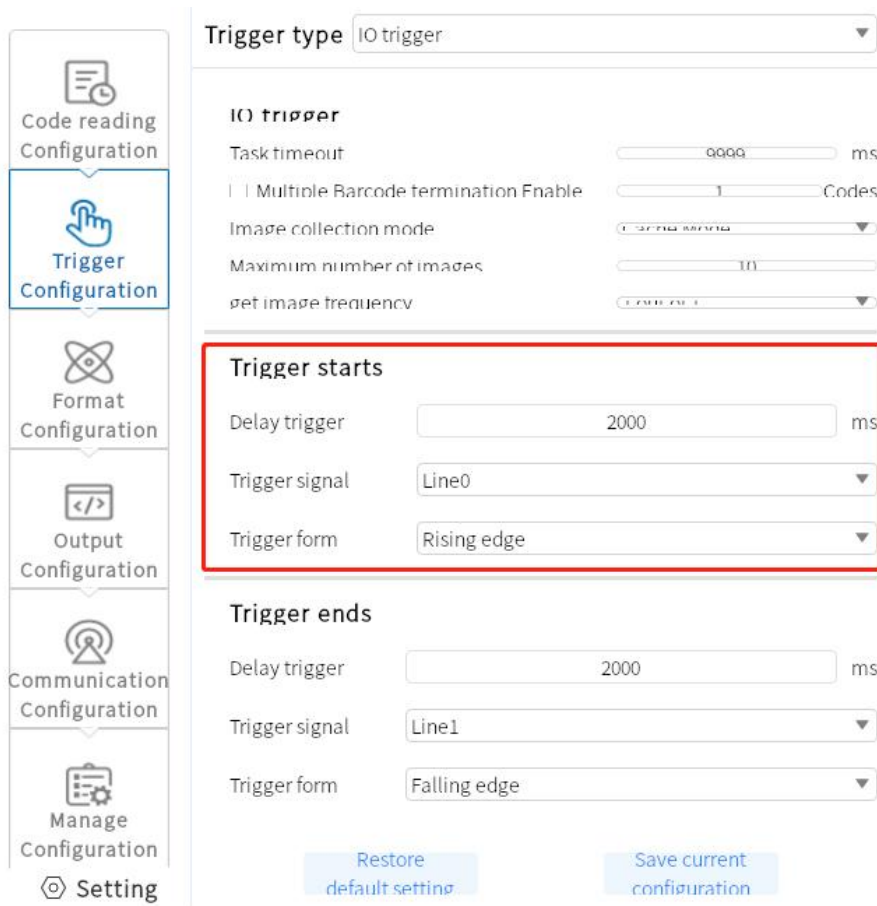 Trigger type IO trigger
Code reading
Configuration
Trigger
Configuration
Format
Configuration
Output
Configuration
Communication
Configuration
Manage
Configuration
Setting
IO trigger
Task timeout 9999 ms
Multiple Barcode termination Enable 1 Codes
Image collection mode Cache Mode
Maximum number of images 10
get image frequency
Trigger starts
Delay trigger 2000 ms
Trigger signal Line0
Trigger form Rising edge
Trigger ends
Delay trigger 2000 ms
Trigger signal Line1
Trigger form Falling edge
Restore
default setting
Save current
configuration